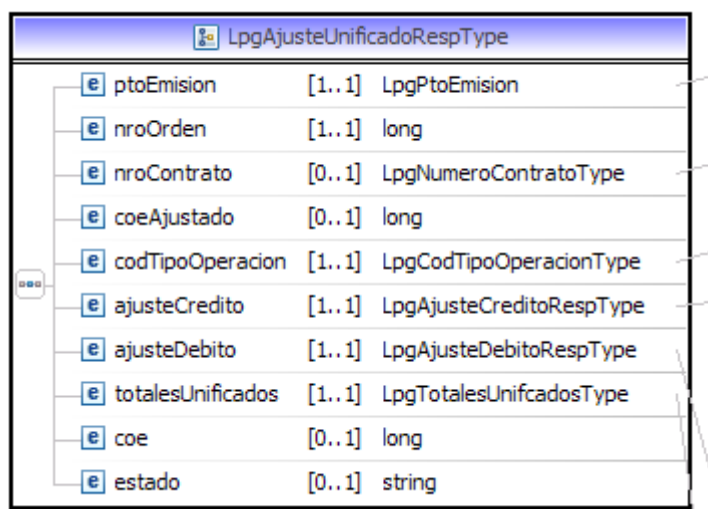 LpgAjusteUnificadoRespType
e ptoEmision [1..1] LpgPtoEmision
e nroOrden [1..1] long
e nroContrato [0..1] LpgNumeroContratoType
e coeAjustado [0..1] long
e codTipoOperacion [1..1] LpgCodTipoOperacionType
e ajusteCredito [1..1] LpgAjusteCreditoRespType
e ajusteDebito [1..1] LpgAjusteDebitoRespType
e totalesUnificados [1..1] LpgTotalesUnifcadosType
e coe [0..1] long
e estado [0..1] string